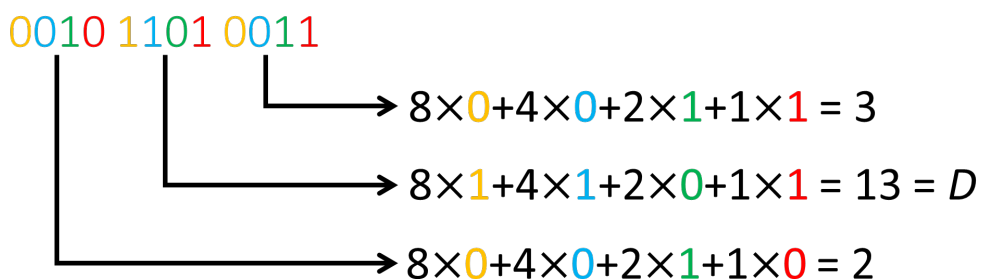 0010 1101 0011
8×0+4×0+2×1+1×1 = 3
8×1+4×1+2×0+1×1 = 13 = D
8×0+4×0+2×1+1×0 = 2